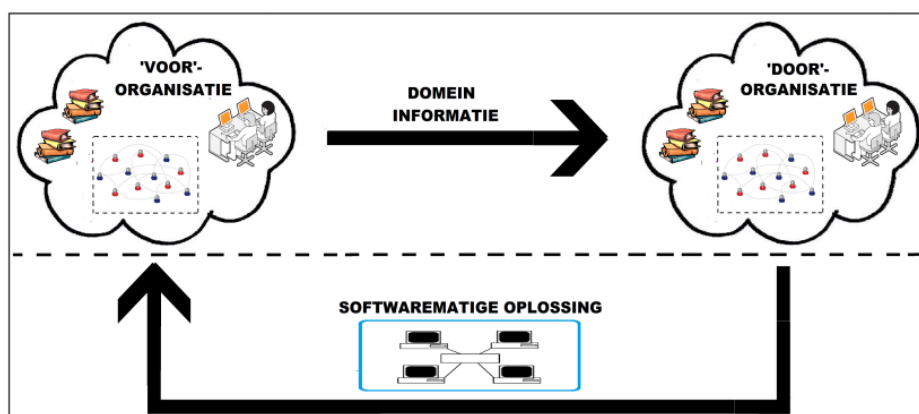 'VOOR'-
ORGANISATIE
DOMEIN
INFORMATIE
'DOOR'-
ORGANISATIE
SOFTWAREMATIGE OPLOSSING